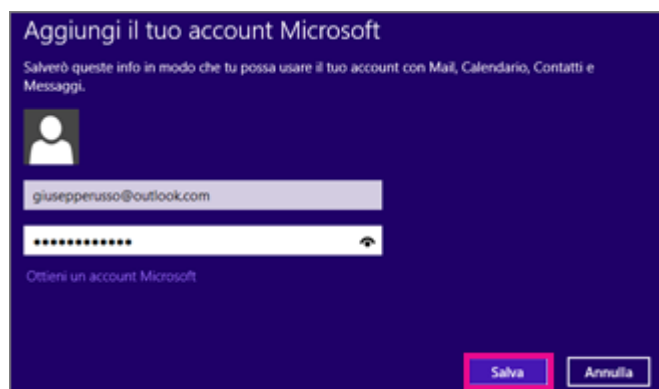 Aggiungi il tuo account Microsoft
Salverò queste info in modo che tu possa usare il tuo account con Mail, Calendario, Contatti e
Messaggi.
giusepperusso@outlook.com
••••••••••••
Ottieni un account Microsoft
Salva Annulla